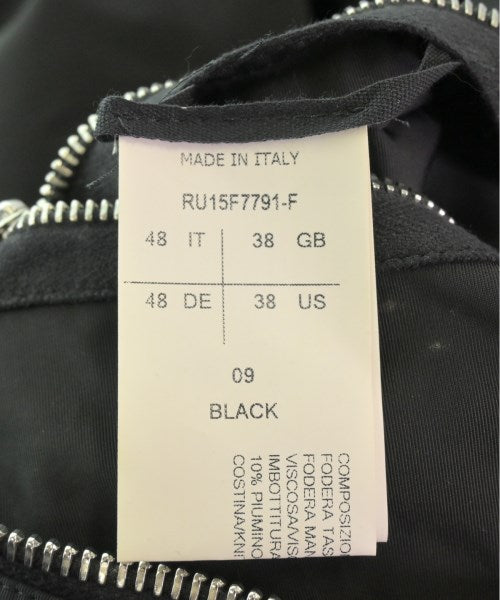 MADE IN ITALY
RU15F7791-F
48 IT 38 GB
48 DE 38 US
09
BLACK
COMPOSIZIO
FODERA TAS
FODERA MAN
VISCOSA/VIS
IMBOTTITURA
10% PIUMINO
COSTINA/KNI